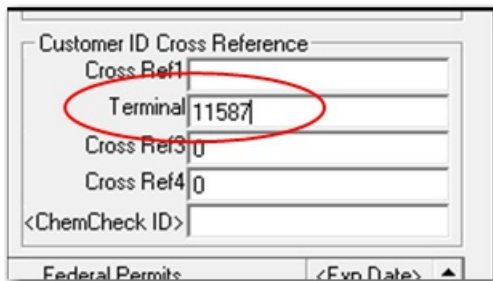 Customer ID Cross Reference
Cross Ref1
Terminal 11587
Cross Ref3 0
Cross Ref4 0
<ChemCheck ID>
Federal Permits <Exp Date>